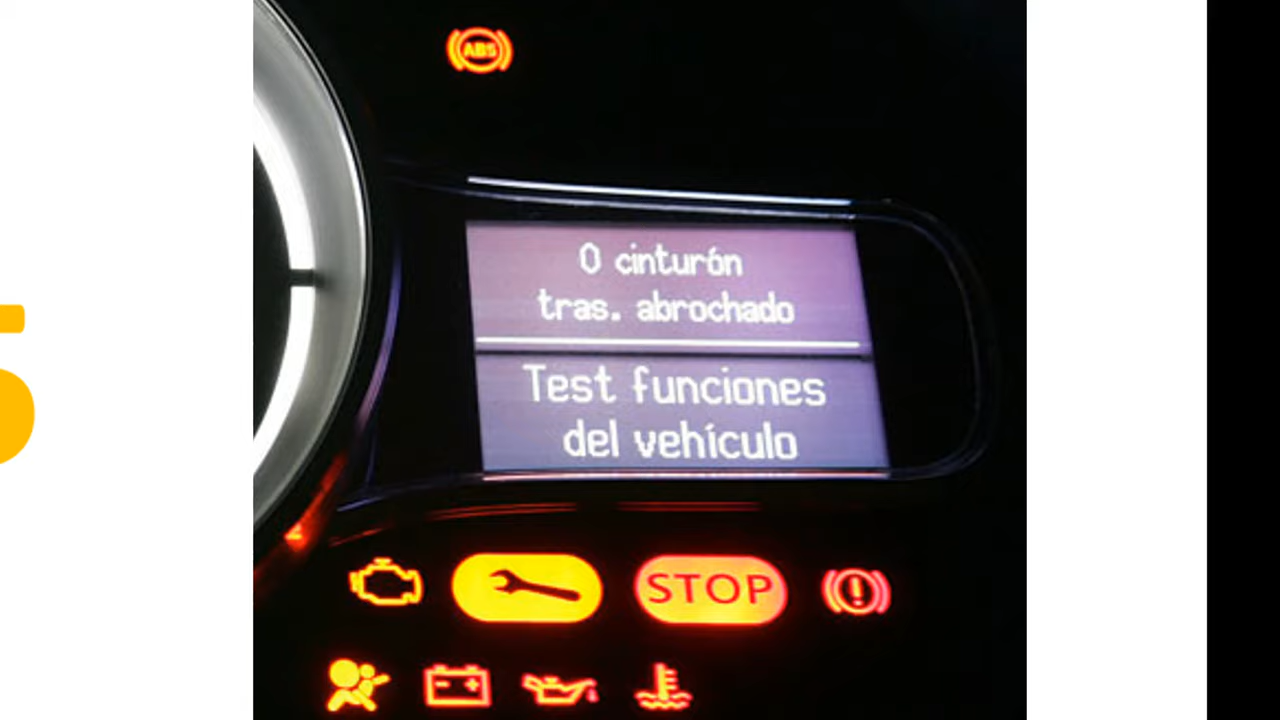 ABS
0 cinturón
tras. abrochado
Test funciones
del vehículo
STOP